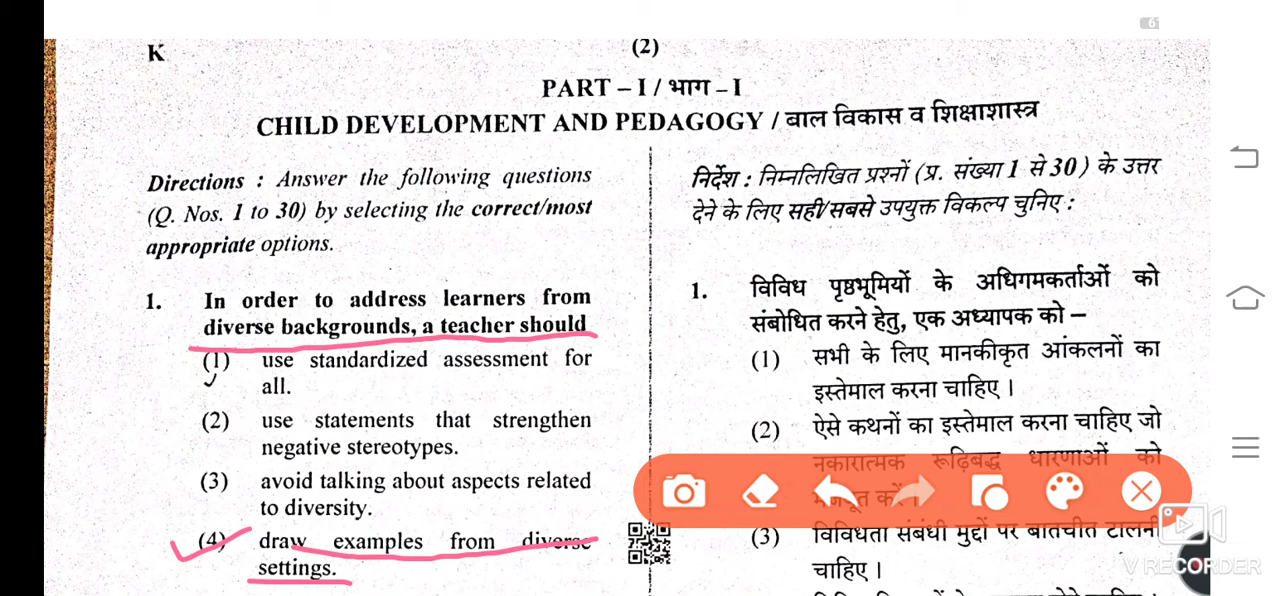 6
K
(2)
PART – I / भाग – I
CHILD DEVELOPMENT AND PEDAGOGY / बाल विकास व शिक्षाशास्त्र
Directions : Answer the following questions
(Q. Nos. 1 to 30) by selecting the correct/most
appropriate options.
1. In order to address learners from
diverse backgrounds, a teacher should
(1) use standardized assessment for
all.
(2) use statements that strengthen
negative stereotypes.
(3) avoid talking about aspects related
to diversity.
(4) draw examples from diverse
settings.
निर्देश : निम्नलिखित प्रश्नों (प्र. संख्या 1 से 30) के उत्तर
देने के लिए सही/सबसे उपयुक्त विकल्प चुनिए :
1. विविध पृष्ठभूमियों के अधिगमकर्ताओं को
संबोधित करने हेतु, एक अध्यापक को –
(1) सभी के लिए मानकीकृत आंकलनों का
इस्तेमाल करना चाहिए ।
(2) ऐसे कथनों का इस्तेमाल करना चाहिए जो
नकारात्मक रूढ़िबद्ध धारणाओं को
(3) विविधता संबंधी मुद्दों पर बातचीत टालनी
चाहिए ।
V RECORDER